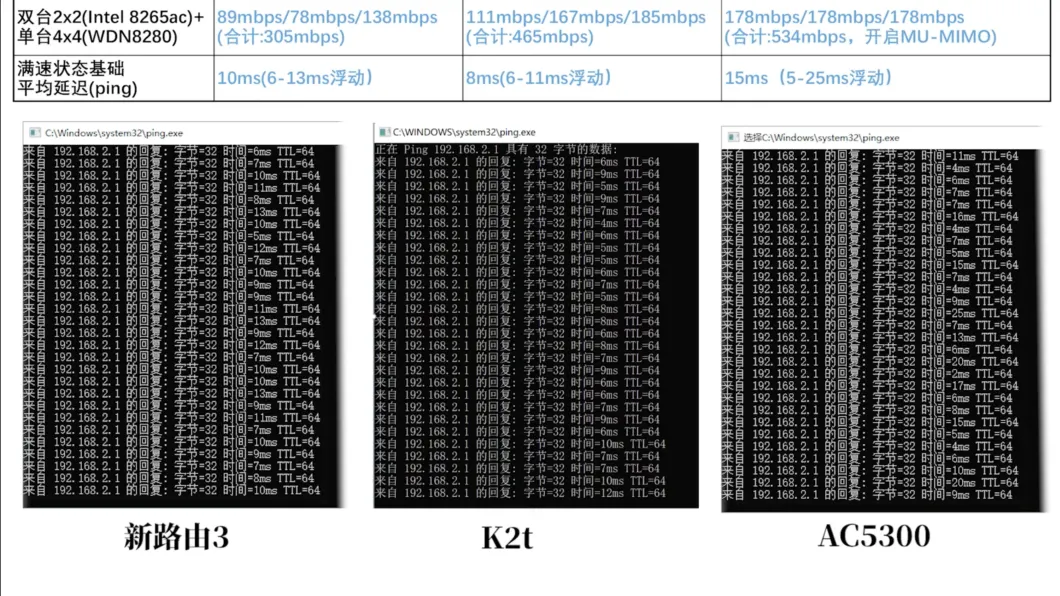 双台2x2(Intel 8265ac)+
单台4x4(WDN8280)
89mbps/78mbps/138mbps
(合计:305mbps)
111mbps/167mbps/185mbps
(合计:465mbps)
178mbps/178mbps/178mbps
(合计:534mbps，开启MU-MIMO)
满速状态基础
平均延迟(ping)
10ms(6-13ms浮动）
8ms(6-11ms浮动）
15ms（5-25ms浮动）
C:\Windows\system32\ping.exe
来自 192.168.2.1 的回复: 字节=32 时间=6ms TTL=64
来自 192.168.2.1 的回复: 字节=32 时间=7ms TTL=64
来自 192.168.2.1 的回复: 字节=32 时间=10ms TTL=64
来自 192.168.2.1 的回复: 字节=32 时间=11ms TTL=64
来自 192.168.2.1 的回复: 字节=32 时间=8ms TTL=64
来自 192.168.2.1 的回复: 字节=32 时间=13ms TTL=64
来自 192.168.2.1 的回复: 字节=32 时间=10ms TTL=64
来自 192.168.2.1 的回复: 字节=32 时间=5ms TTL=64
来自 192.168.2.1 的回复: 字节=32 时间=12ms TTL=64
来自 192.168.2.1 的回复: 字节=32 时间=7ms TTL=64
来自 192.168.2.1 的回复: 字节=32 时间=10ms TTL=64
来自 192.168.2.1 的回复: 字节=32 时间=9ms TTL=64
来自 192.168.2.1 的回复: 字节=32 时间=9ms TTL=64
来自 192.168.2.1 的回复: 字节=32 时间=11ms TTL=64
来自 192.168.2.1 的回复: 字节=32 时间=13ms TTL=64
来自 192.168.2.1 的回复: 字节=32 时间=9ms TTL=64
来自 192.168.2.1 的回复: 字节=32 时间=12ms TTL=64
来自 192.168.2.1 的回复: 字节=32 时间=7ms TTL=64
来自 192.168.2.1 的回复: 字节=32 时间=10ms TTL=64
来自 192.168.2.1 的回复: 字节=32 时间=10ms TTL=64
来自 192.168.2.1 的回复: 字节=32 时间=13ms TTL=64
来自 192.168.2.1 的回复: 字节=32 时间=9ms TTL=64
来自 192.168.2.1 的回复: 字节=32 时间=11ms TTL=64
来自 192.168.2.1 的回复: 字节=32 时间=7ms TTL=64
来自 192.168.2.1 的回复: 字节=32 时间=10ms TTL=64
来自 192.168.2.1 的回复: 字节=32 时间=9ms TTL=64
来自 192.168.2.1 的回复: 字节=32 时间=7ms TTL=64
来自 192.168.2.1 的回复: 字节=32 时间=8ms TTL=64
来自 192.168.2.1 的回复: 字节=32 时间=10ms TTL=64
新路由3
C:\WINDOWS\system32\ping.exe
正在 Ping 192.168.2.1 具有 32 字节的数据:
来自 192.168.2.1 的回复: 字节=32 时间=6ms TTL=64
来自 192.168.2.1 的回复: 字节=32 时间=9ms TTL=64
来自 192.168.2.1 的回复: 字节=32 时间=5ms TTL=64
来自 192.168.2.1 的回复: 字节=32 时间=9ms TTL=64
来自 192.168.2.1 的回复: 字节=32 时间=7ms TTL=64
来自 192.168.2.1 的回复: 字节=32 时间=4ms TTL=64
来自 192.168.2.1 的回复: 字节=32 时间=6ms TTL=64
来自 192.168.2.1 的回复: 字节=32 时间=5ms TTL=64
来自 192.168.2.1 的回复: 字节=32 时间=5ms TTL=64
来自 192.168.2.1 的回复: 字节=32 时间=6ms TTL=64
来自 192.168.2.1 的回复: 字节=32 时间=7ms TTL=64
来自 192.168.2.1 的回复: 字节=32 时间=5ms TTL=64
来自 192.168.2.1 的回复: 字节=32 时间=8ms TTL=64
来自 192.168.2.1 的回复: 字节=32 时间=8ms TTL=64
来自 192.168.2.1 的回复: 字节=32 时间=6ms TTL=64
来自 192.168.2.1 的回复: 字节=32 时间=8ms TTL=64
来自 192.168.2.1 的回复: 字节=32 时间=7ms TTL=64
来自 192.168.2.1 的回复: 字节=32 时间=9ms TTL=64
来自 192.168.2.1 的回复: 字节=32 时间=6ms TTL=64
来自 192.168.2.1 的回复: 字节=32 时间=6ms TTL=64
来自 192.168.2.1 的回复: 字节=32 时间=7ms TTL=64
来自 192.168.2.1 的回复: 字节=32 时间=9ms TTL=64
来自 192.168.2.1 的回复: 字节=32 时间=6ms TTL=64
来自 192.168.2.1 的回复: 字节=32 时间=10ms TTL=64
来自 192.168.2.1 的回复: 字节=32 时间=7ms TTL=64
来自 192.168.2.1 的回复: 字节=32 时间=7ms TTL=64
来自 192.168.2.1 的回复: 字节=32 时间=10ms TTL=64
来自 192.168.2.1 的回复: 字节=32 时间=12ms TTL=64
K2t
选择C:\Windows\system32\ping.exe
来自 192.168.2.1 的回复: 字节=32 时间=11ms TTL=64
来自 192.168.2.1 的回复: 字节=32 时间=4ms TTL=64
来自 192.168.2.1 的回复: 字节=32 时间=6ms TTL=64
来自 192.168.2.1 的回复: 字节=32 时间=7ms TTL=64
来自 192.168.2.1 的回复: 字节=32 时间=7ms TTL=64
来自 192.168.2.1 的回复: 字节=32 时间=16ms TTL=64
来自 192.168.2.1 的回复: 字节=32 时间=4ms TTL=64
来自 192.168.2.1 的回复: 字节=32 时间=7ms TTL=64
来自 192.168.2.1 的回复: 字节=32 时间=5ms TTL=64
来自 192.168.2.1 的回复: 字节=32 时间=15ms TTL=64
来自 192.168.2.1 的回复: 字节=32 时间=7ms TTL=64
来自 192.168.2.1 的回复: 字节=32 时间=4ms TTL=64
来自 192.168.2.1 的回复: 字节=32 时间=9ms TTL=64
来自 192.168.2.1 的回复: 字节=32 时间=25ms TTL=64
来自 192.168.2.1 的回复: 字节=32 时间=7ms TTL=64
来自 192.168.2.1 的回复: 字节=32 时间=13ms TTL=64
来自 192.168.2.1 的回复: 字节=32 时间=6ms TTL=64
来自 192.168.2.1 的回复: 字节=32 时间=20ms TTL=64
来自 192.168.2.1 的回复: 字节=32 时间=2ms TTL=64
来自 192.168.2.1 的回复: 字节=32 时间=17ms TTL=64
来自 192.168.2.1 的回复: 字节=32 时间=6ms TTL=64
来自 192.168.2.1 的回复: 字节=32 时间=8ms TTL=64
来自 192.168.2.1 的回复: 字节=32 时间=15ms TTL=64
来自 192.168.2.1 的回复: 字节=32 时间=5ms TTL=64
来自 192.168.2.1 的回复: 字节=32 时间=4ms TTL=64
来自 192.168.2.1 的回复: 字节=32 时间=6ms TTL=64
来自 192.168.2.1 的回复: 字节=32 时间=10ms TTL=64
来自 192.168.2.1 的回复: 字节=32 时间=20ms TTL=64
来自 192.168.2.1 的回复: 字节=32 时间=9ms TTL=64
AC5300